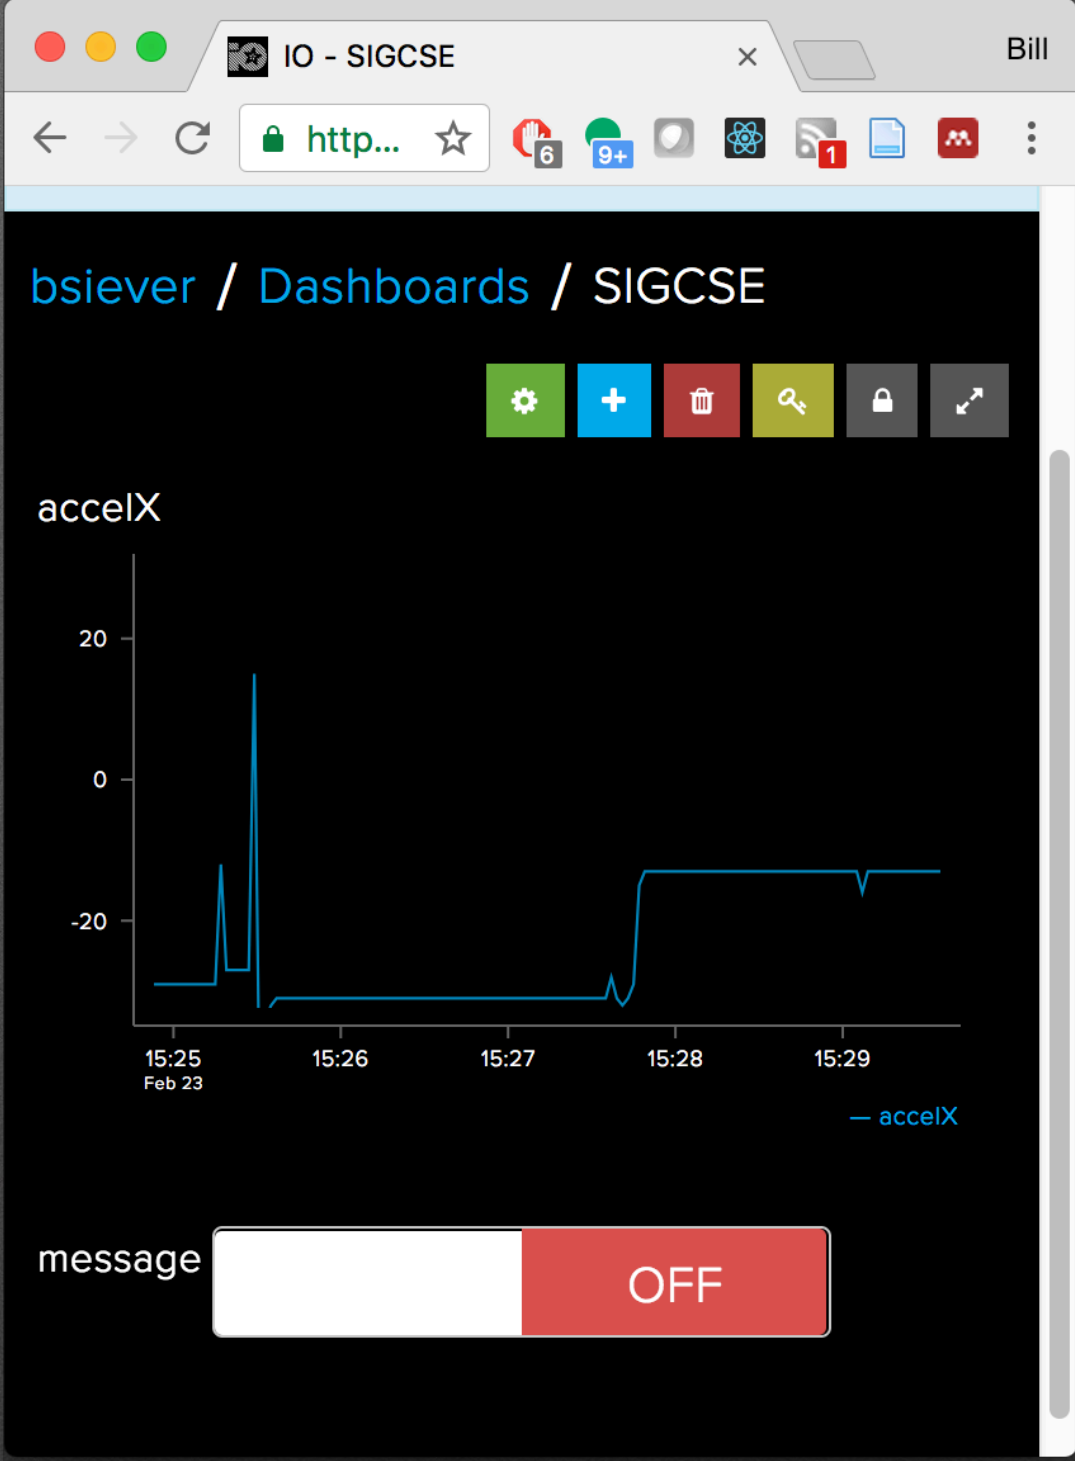 IO - SIGCSE
Bill
http...
6
9+
1
bsiever / Dashboards / SIGCSE
accelX
20
0
-20
15:25 15:26 15:27 15:28 15:29
Feb 23
accelX
message
OFF